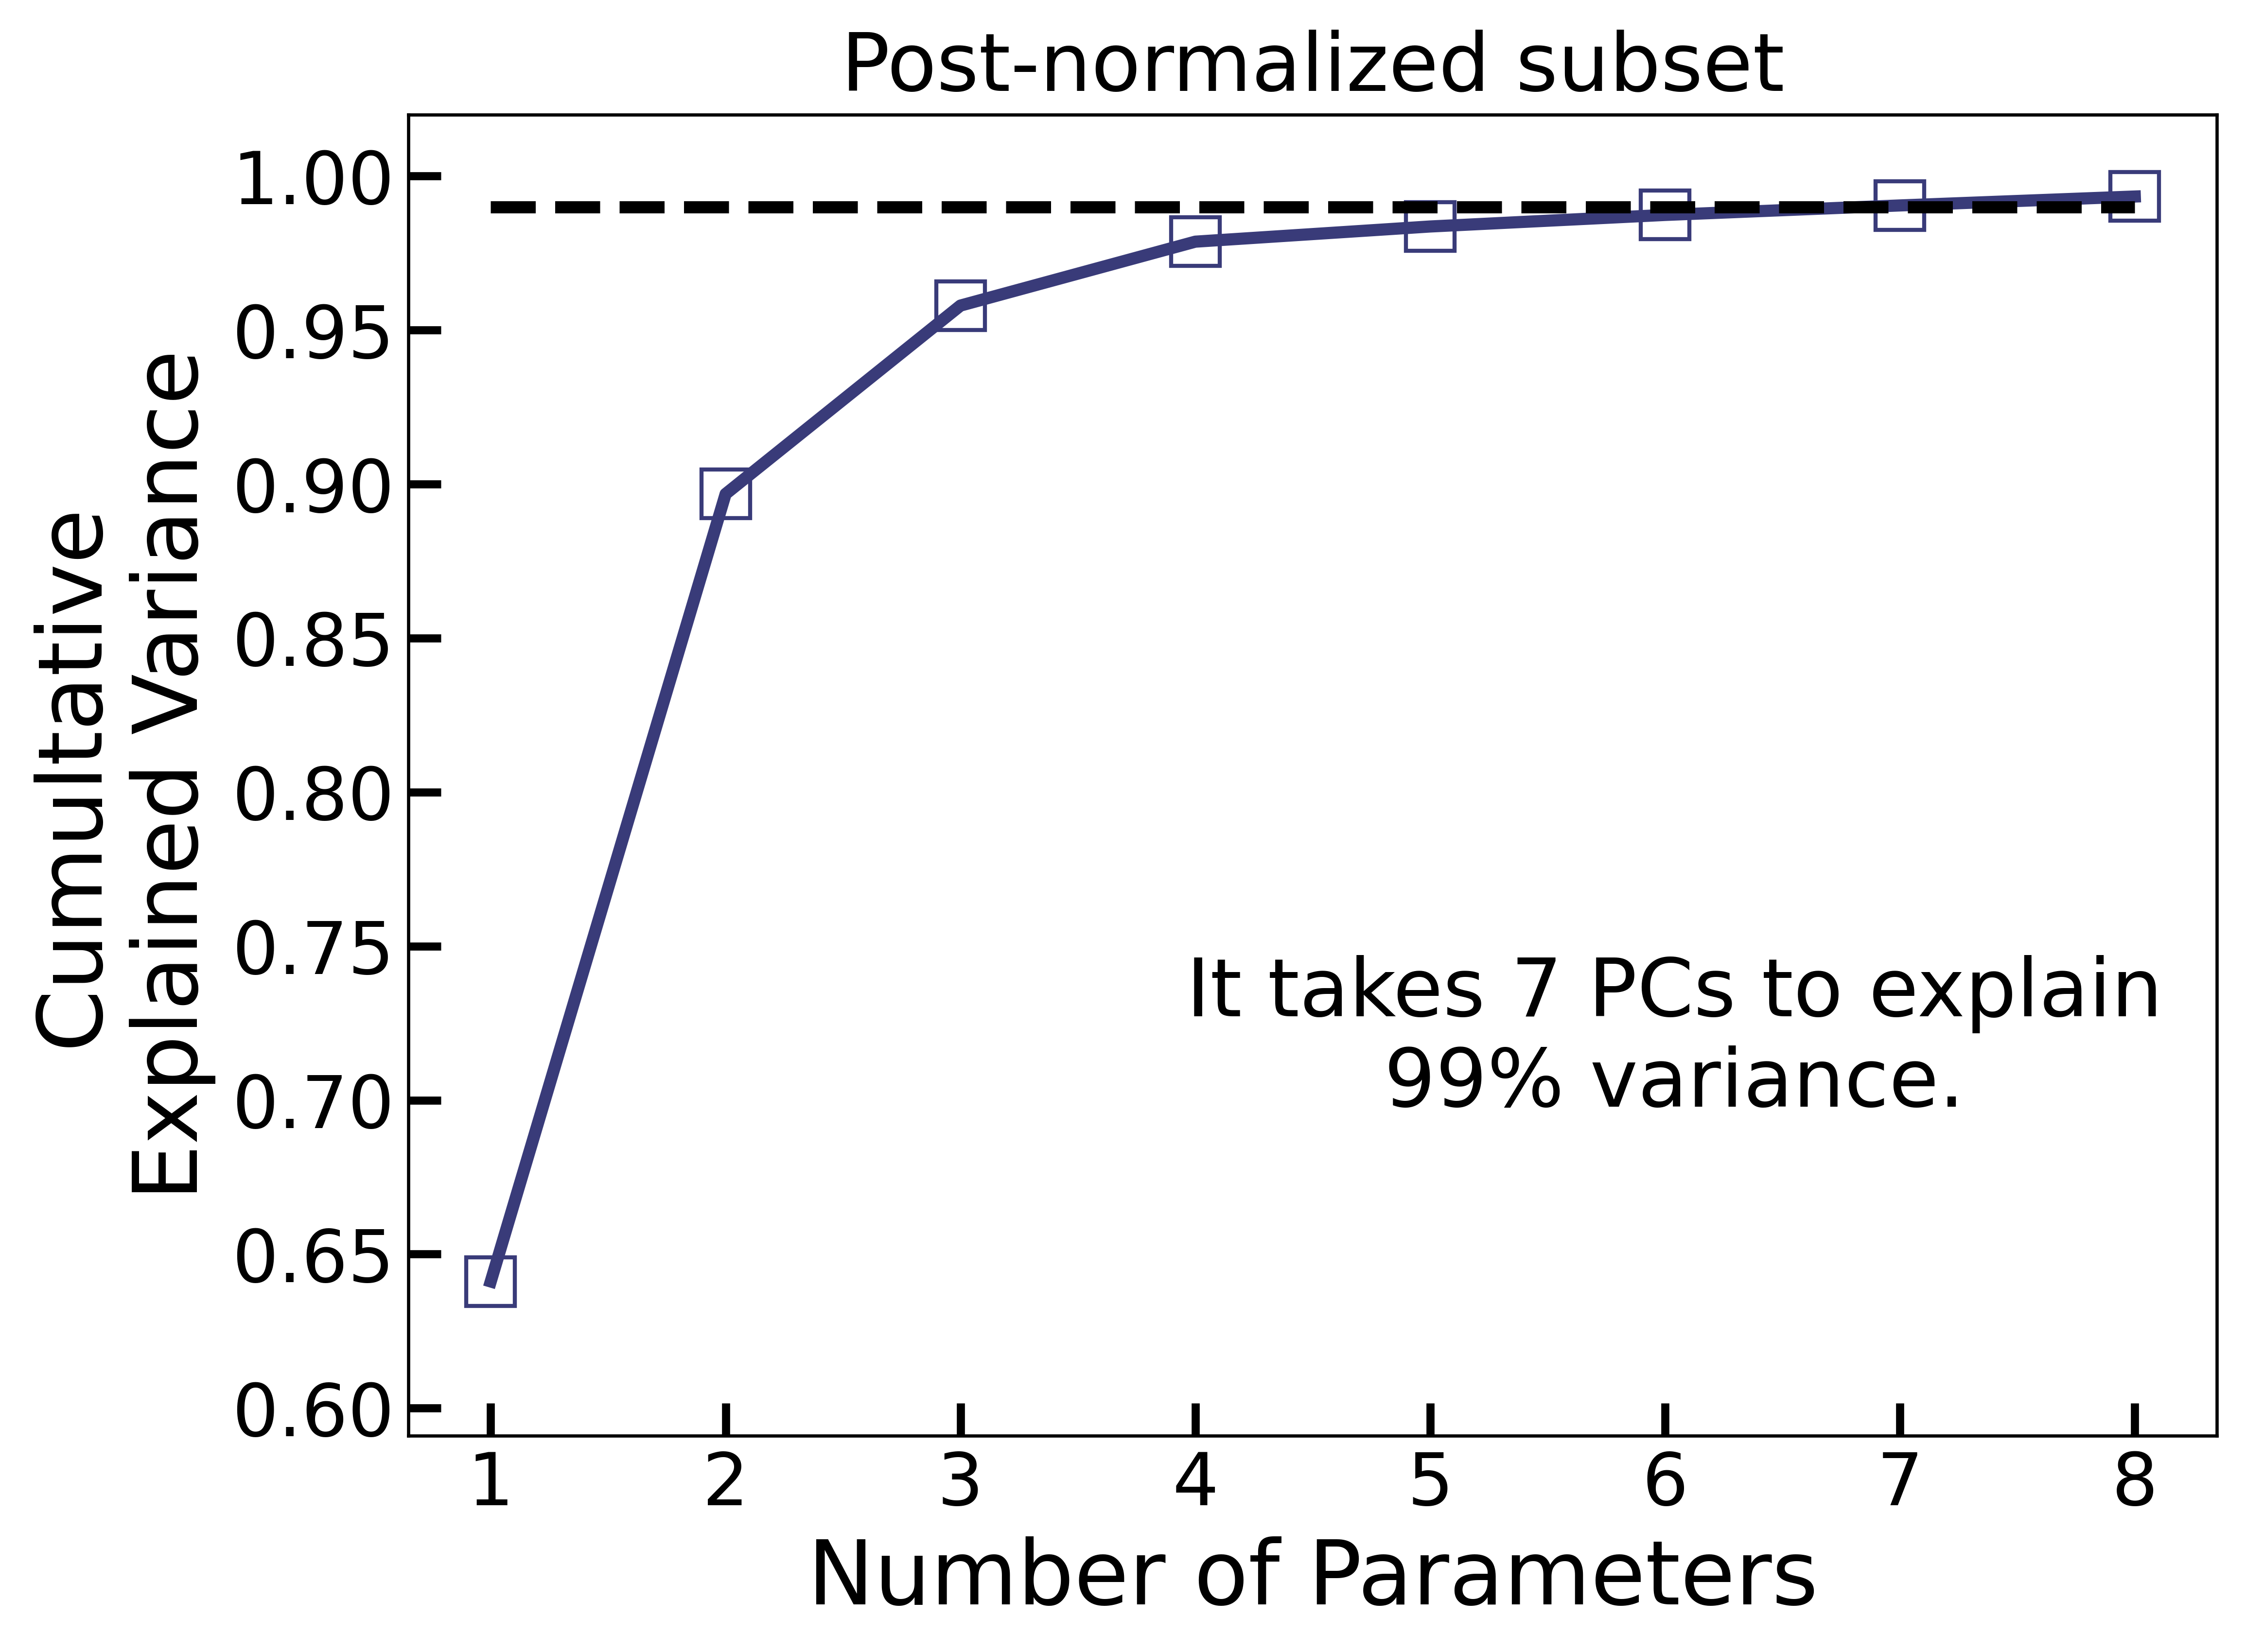 Post-normalized subset
Cumultative
Explained Variance
1.00
0.95
0.90
0.85
0.80
0.75
0.70
0.65
0.60
It takes 7 PCs to explain
99% variance.
1 2 3 4 5 6 7 8
Number of Parameters